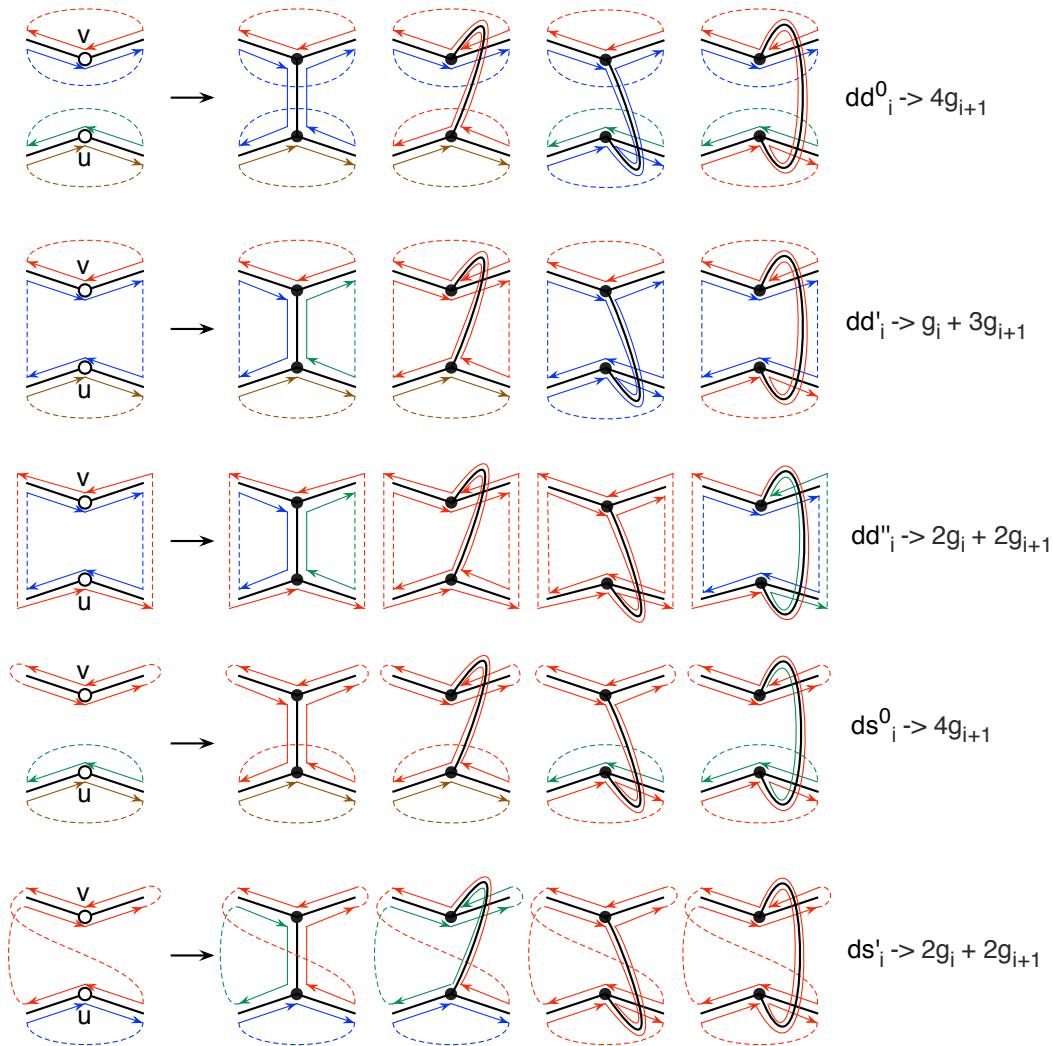 v
u
dd⁰ᵢ -> 4gᵢ₊₁
v
u
dd'ᵢ -> gᵢ + 3gᵢ₊₁
v
u
dd"ᵢ -> 2gᵢ + 2gᵢ₊₁
v
u
ds⁰ᵢ -> 4gᵢ₊₁
v
u
ds'ᵢ -> 2gᵢ + 2gᵢ₊₁